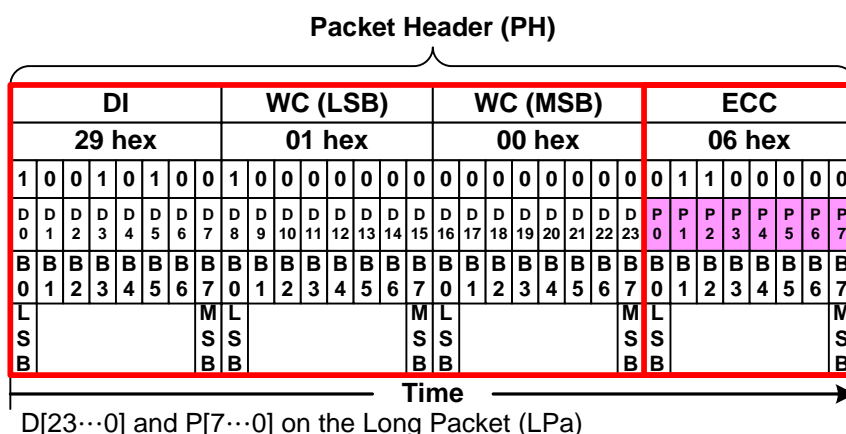 Packet Header (PH)
DI WC (LSB) WC (MSB) ECC
29 hex 01 hex 00 hex 06 hex
1 0 0 1 0 1 0 0 1 0 0 0 0 0 0 0 0 0 0 0 0 0 0 0 0 1 1 0 0 0 0 0
D0 D1 D2 D3 D4 D5 D6 D7 D8 D9 D10 D11 D12 D13 D14 D15 D16 D17 D18 D19 D20 D21 D22 D23 P0 P1 P2 P3 P4 P5 P6 P7
B0 B1 B2 B3 B4 B5 B6 B7 B0 B1 B2 B3 B4 B5 B6 B7 B0 B1 B2 B3 B4 B5 B6 B7 B0 B1 B2 B3 B4 B5 B6 B7
LSB MSB LSB MSB LSB MSB LSB MSB
Time
D[23⋯0] and P[7⋯0] on the Long Packet (LPa)